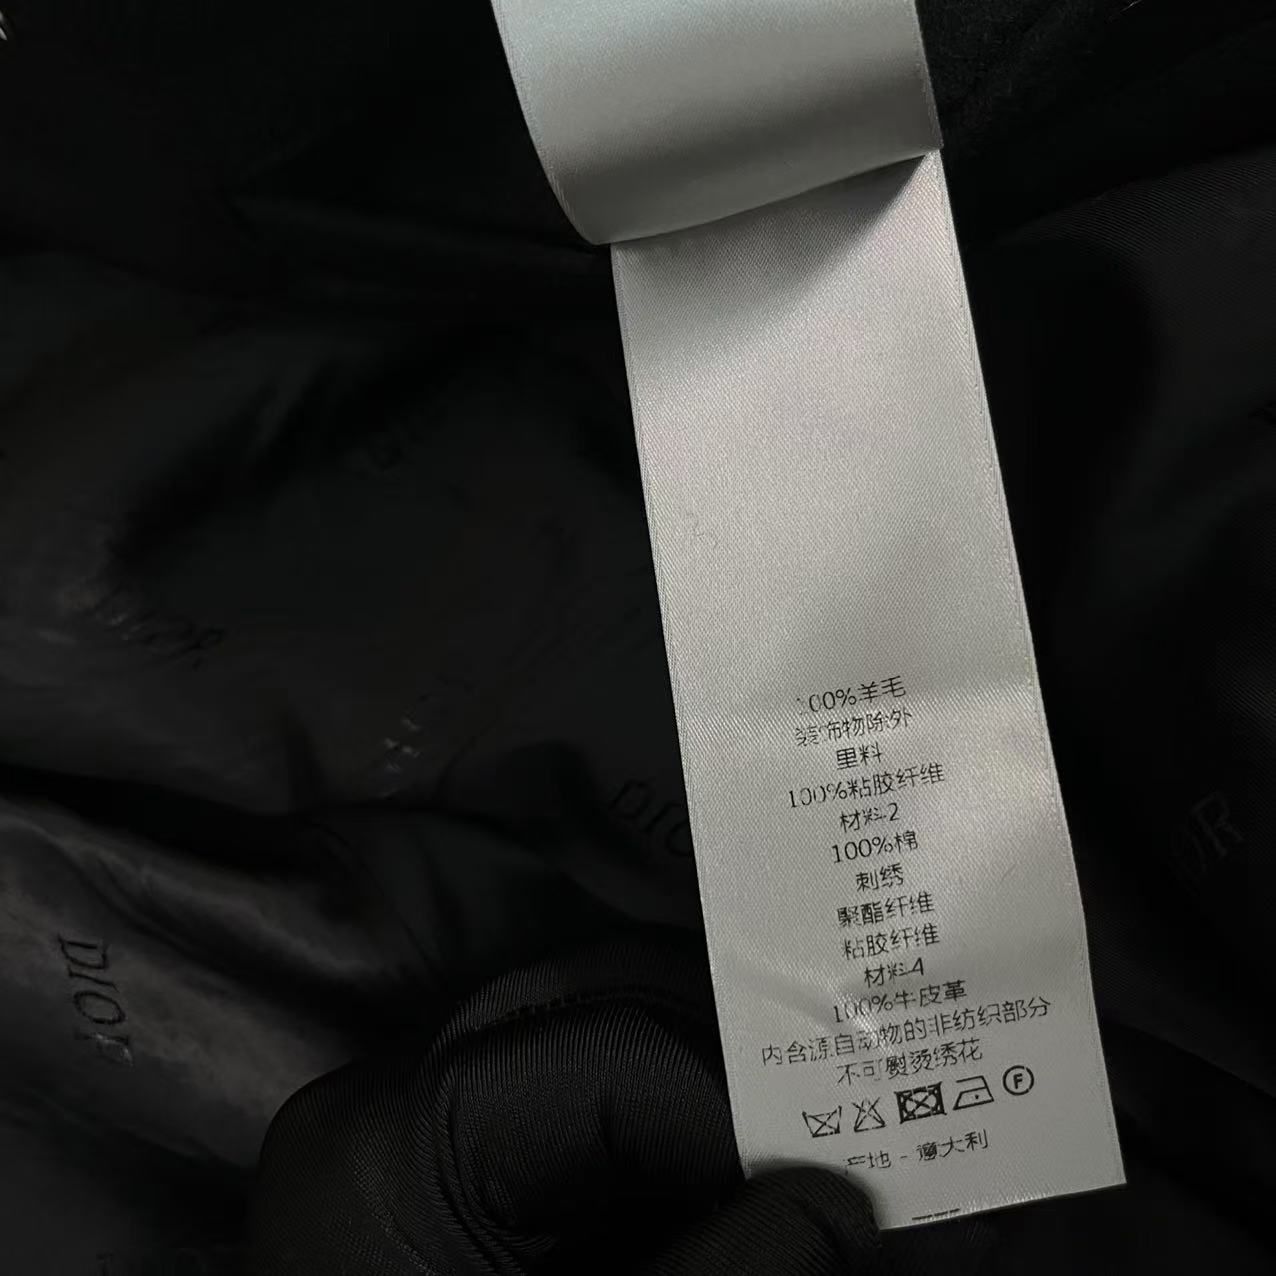 100%羊毛
装饰物除外
里料
100%粘胶纤维
材料2
100%棉
刺绣
聚酯纤维
粘胶纤维
材料4
100%牛皮革
内含源自动物的非纺织部分
不可熨烫绣花
F
产地 - 意大利
DIOR
DIOR
DIOR